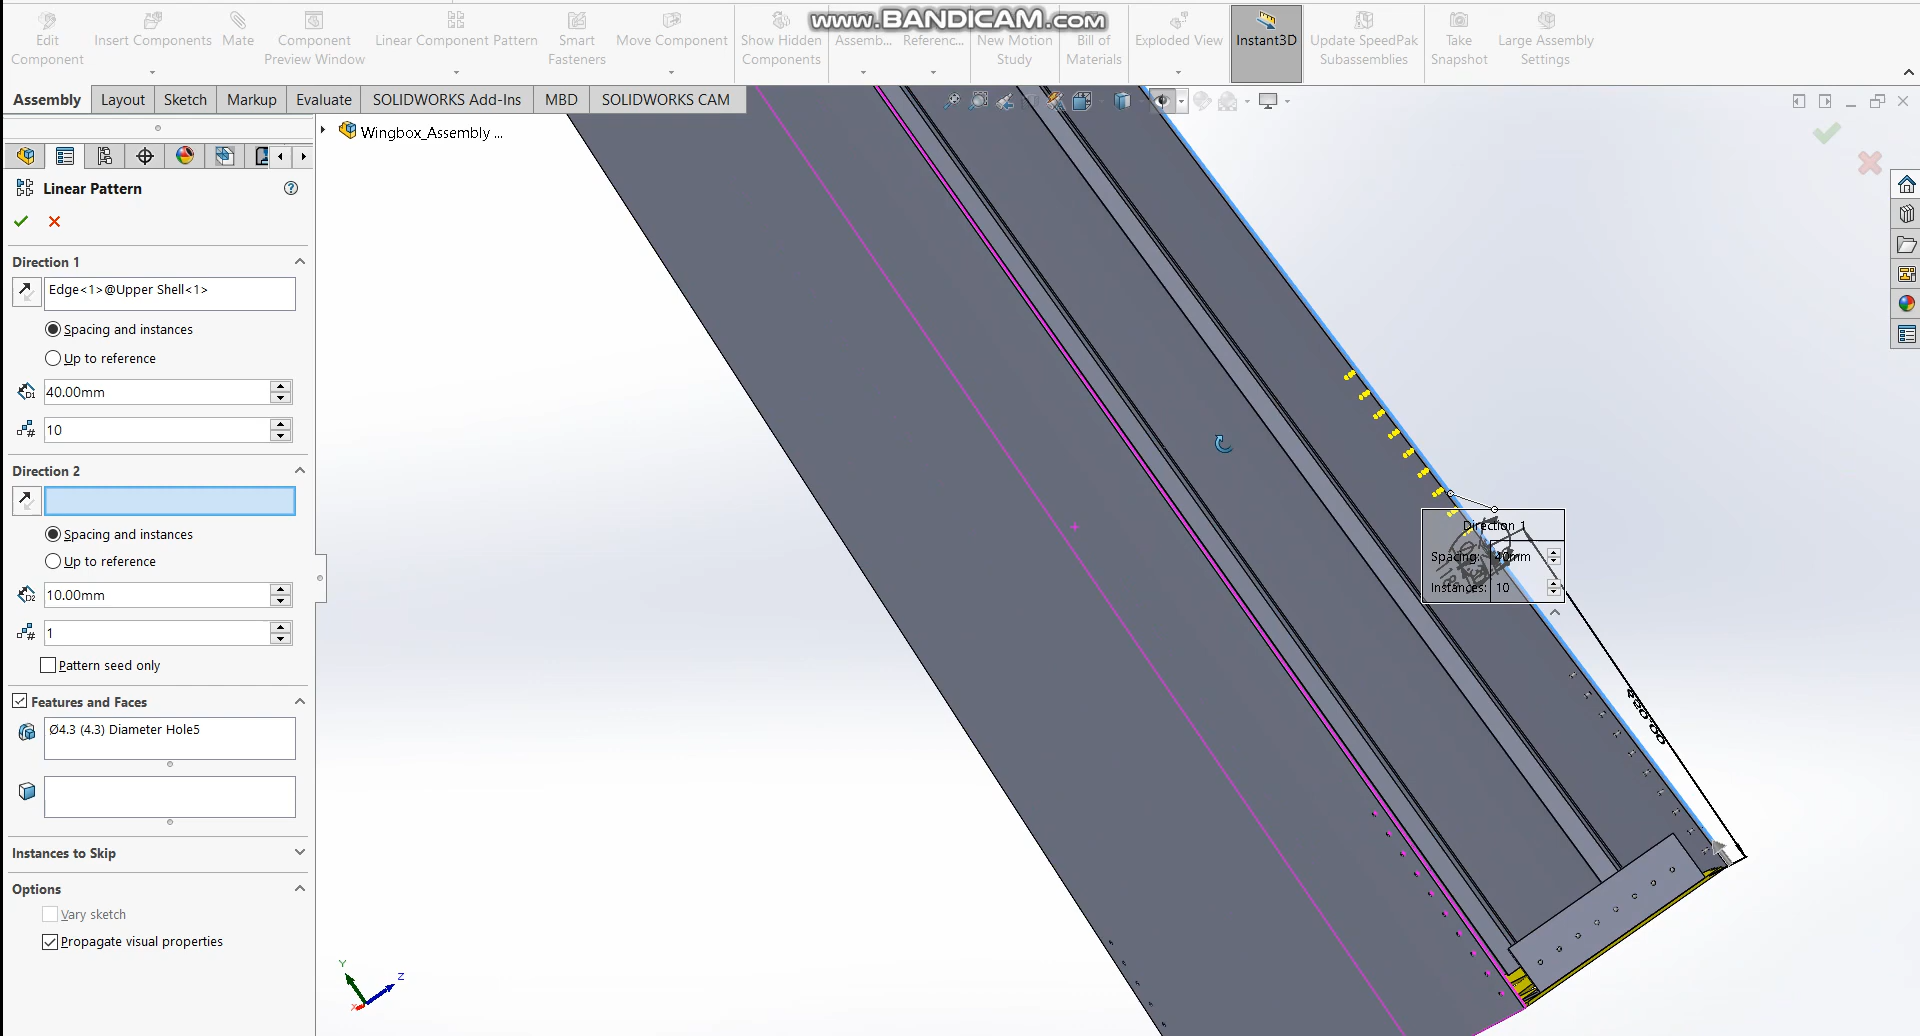 www.BANDICAM.com
Edit
Component
Insert Components
Mate
Component
Preview Window
Linear Component Pattern
Smart
Fasteners
Move Component
Show Hidden
Components
Assemb...
Referenc...
New Motion
Study
Bill of
Materials
Exploded View
Instant3D
Update SpeedPak
Subassemblies
Take
Snapshot
Large Assembly
Settings
Assembly
Layout
Sketch
Markup
Evaluate
SOLIDWORKS Add-Ins
MBD
SOLIDWORKS CAM
Wingbox_Assembly ...
Linear Pattern
Direction 1
Edge<1>@Upper Shell<1>
Spacing and instances
Up to reference
D1
40.00mm
#
10
Direction 2
Spacing and instances
Up to reference
D2
10.00mm
#
1
Pattern seed only
Features and Faces
Ø4.3 (4.3) Diameter Hole5
Instances to Skip
Options
Vary sketch
Propagate visual properties
Direction 1
Spacing: 40mm
Instances: 10
Y
Z
X